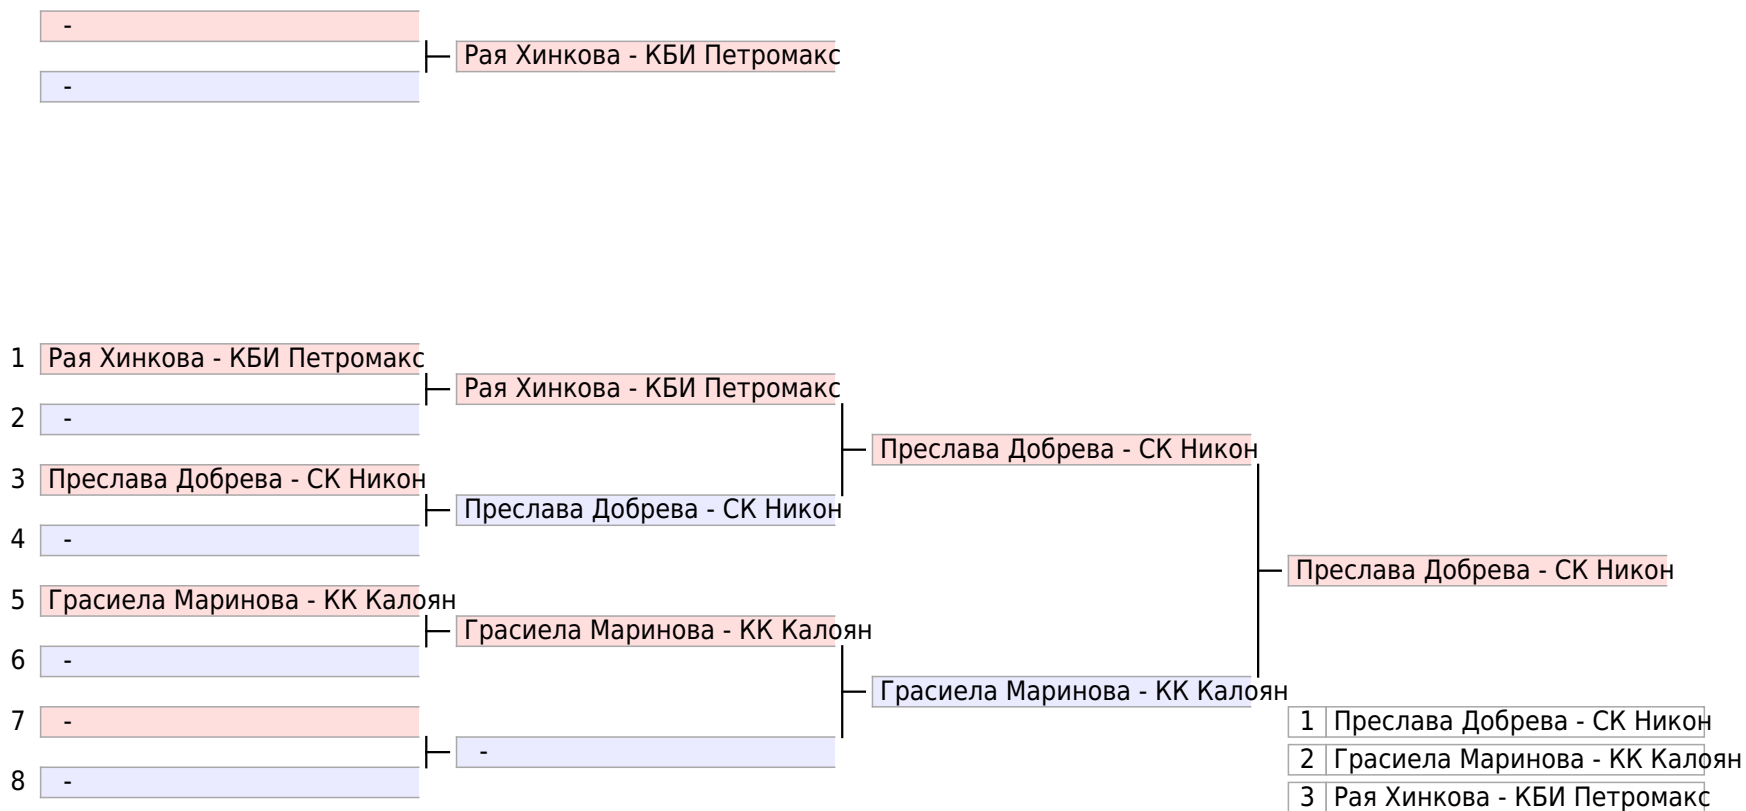 -
Рая Хинкова - КБИ Петромакс
-
1 Рая Хинкова - КБИ Петромакс
Рая Хинкова - КБИ Петромакс
2 -
Преслава Добрева - СК Никон
3 Преслава Добрева - СК Никон
Преслава Добрева - СК Никон
4 -
Преслава Добрева - СК Никон
5 Грасиела Маринова - КК Калоян
Грасиела Маринова - КК Калоян
6 -
Грасиела Маринова - КК Калоян
7 -
1 Преслава Добрева - СК Никон
-
2 Грасиела Маринова - КК Калоян
8 -
3 Рая Хинкова - КБИ Петромакс